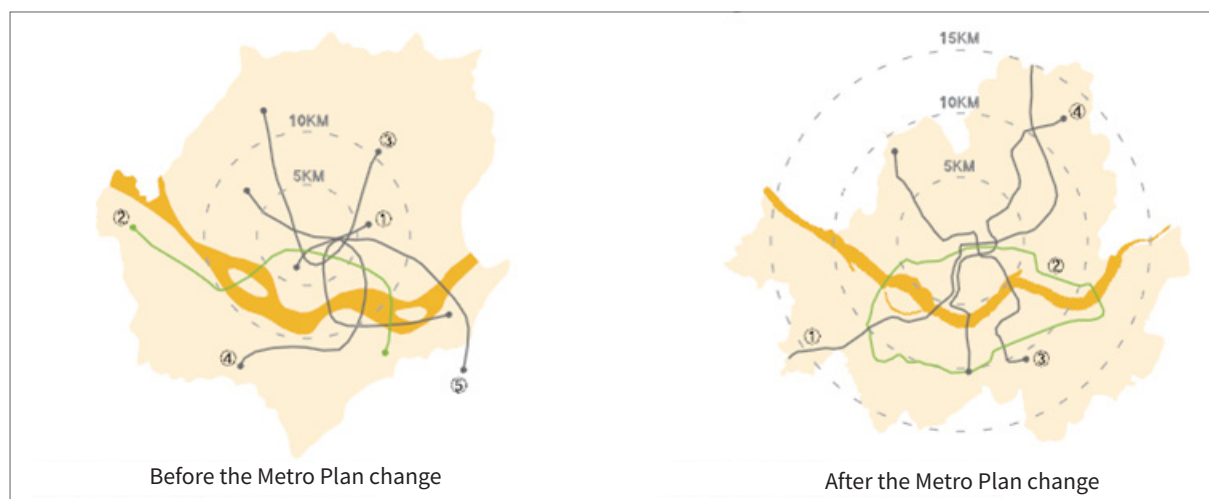 10KM
③
5KM
①
②
④
⑤
Before the Metro Plan change
15KM
10KM
④
5KM
②
①
③
After the Metro Plan change